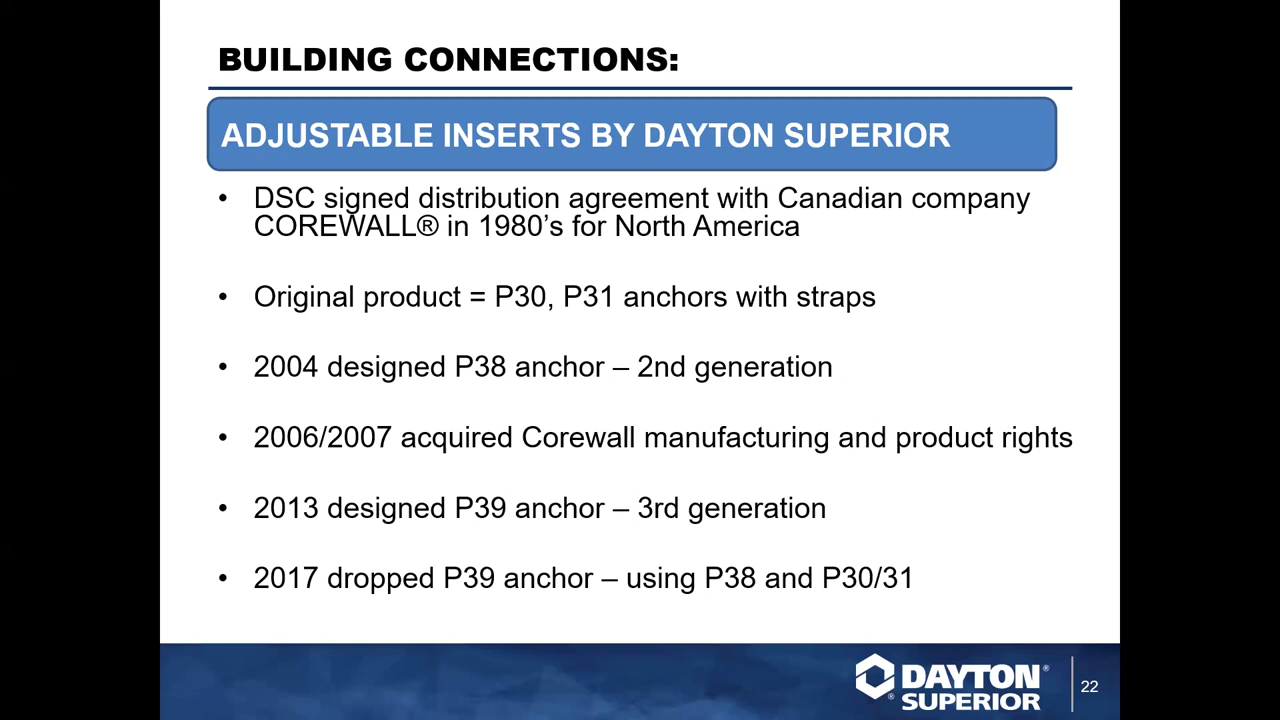 BUILDING CONNECTIONS:
ADJUSTABLE INSERTS BY DAYTON SUPERIOR
• DSC signed distribution agreement with Canadian company
COREWALL® in 1980’s for North America
• Original product = P30, P31 anchors with straps
• 2004 designed P38 anchor – 2nd generation
• 2006/2007 acquired Corewall manufacturing and product rights
• 2013 designed P39 anchor – 3rd generation
• 2017 dropped P39 anchor – using P38 and P30/31
® DAYTON®
SUPERIOR
22